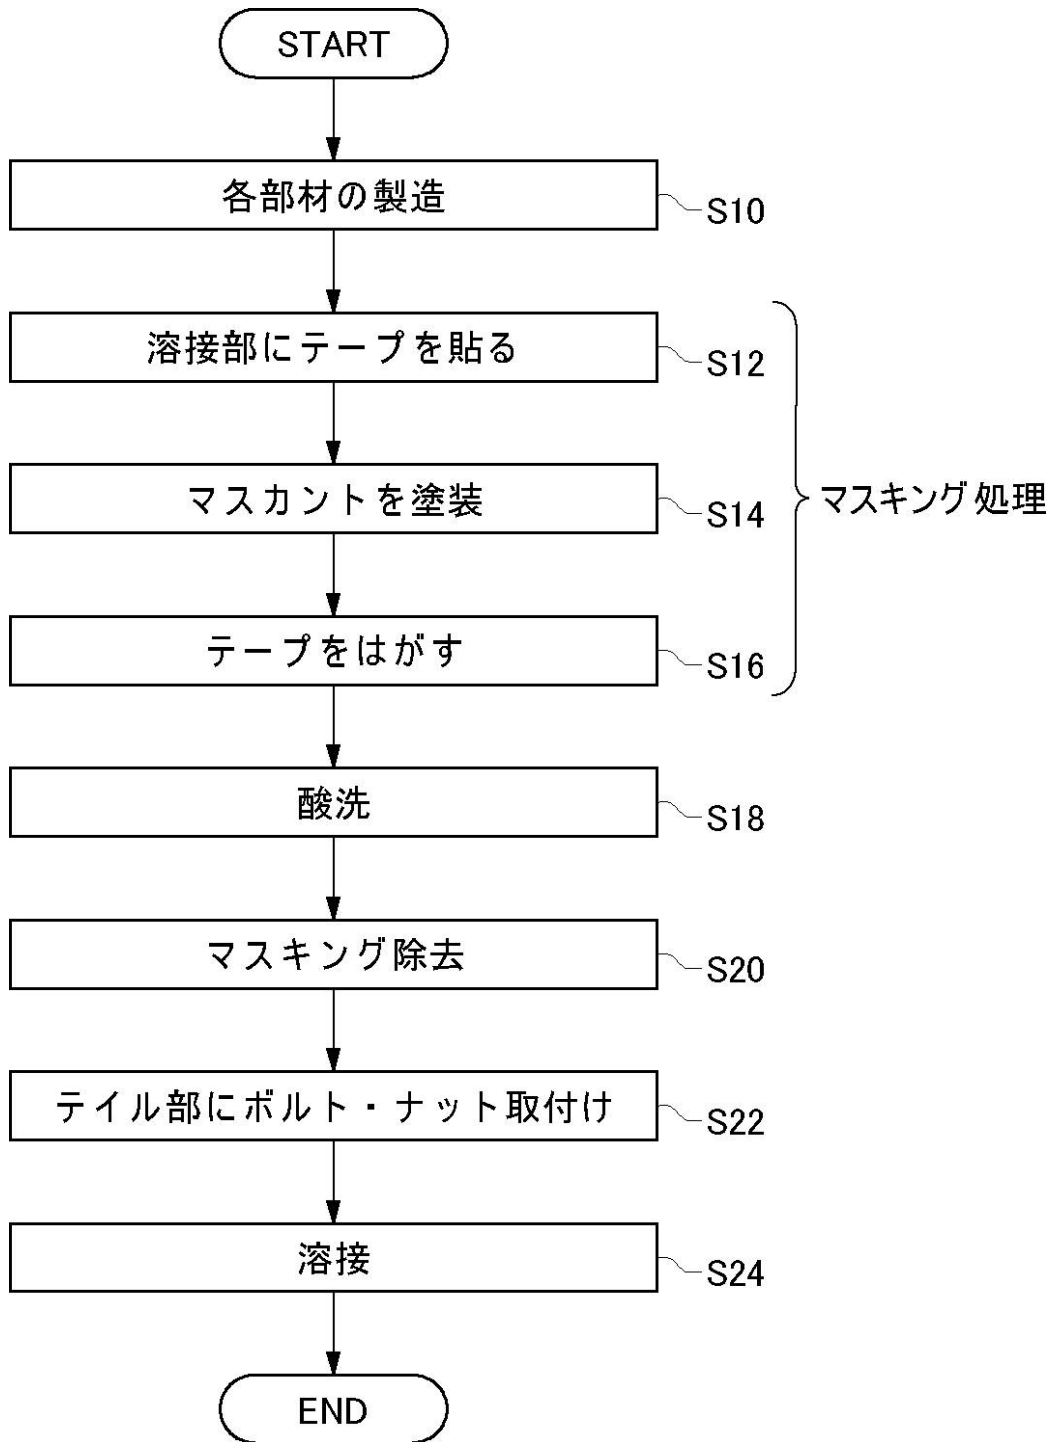 START
各部材の製造
S10
溶接部にテープを貼る
S12
マスカントを塗装
S14
マスキング処理
テープをはがす
S16
酸洗
S18
マスキング除去
S20
テイル部にボルト・ナット取付け
S22
溶接
S24
END